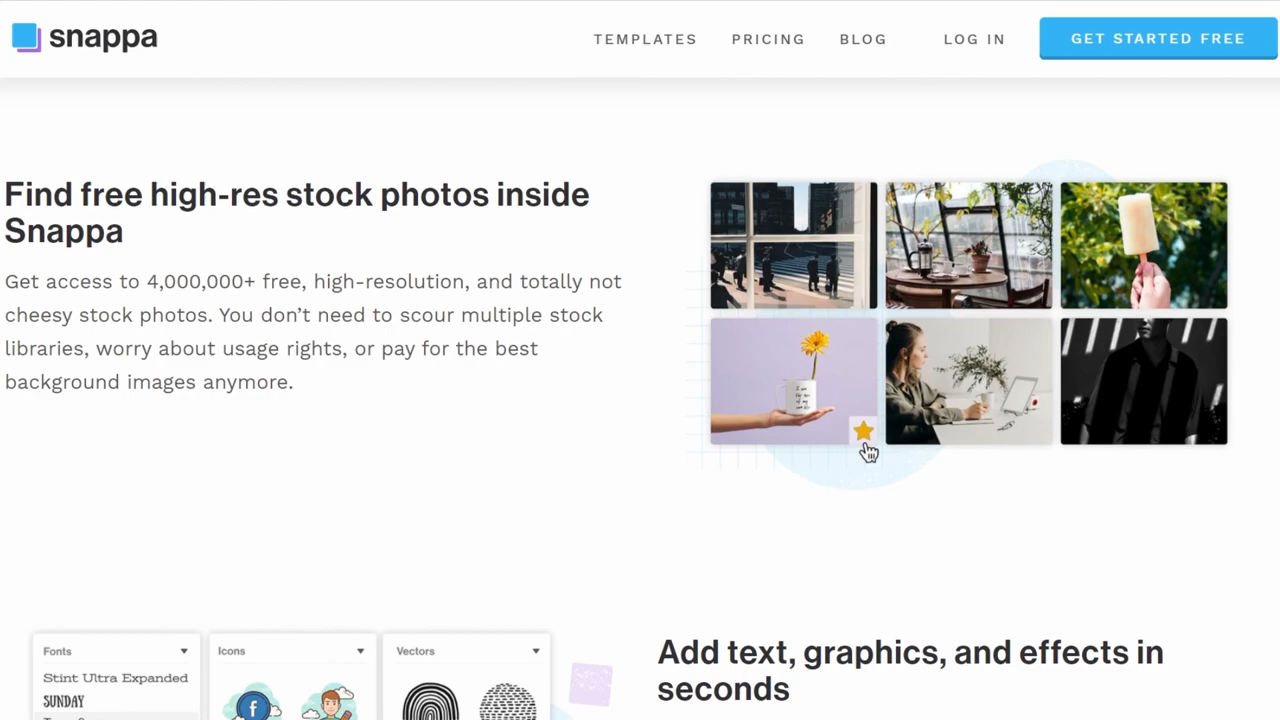 snappa
TEMPLATES
PRICING
BLOG
LOG IN
GET STARTED FREE
Find free high-res stock photos inside
Snappa
Get access to 4,000,000+ free, high-resolution, and totally not
cheesy stock photos. You don’t need to scour multiple stock
libraries, worry about usage rights, or pay for the best
background images anymore.
Fonts
Stint Ultra Expanded
SUNDAY
Icons
Vectors
Add text, graphics, and effects in
seconds